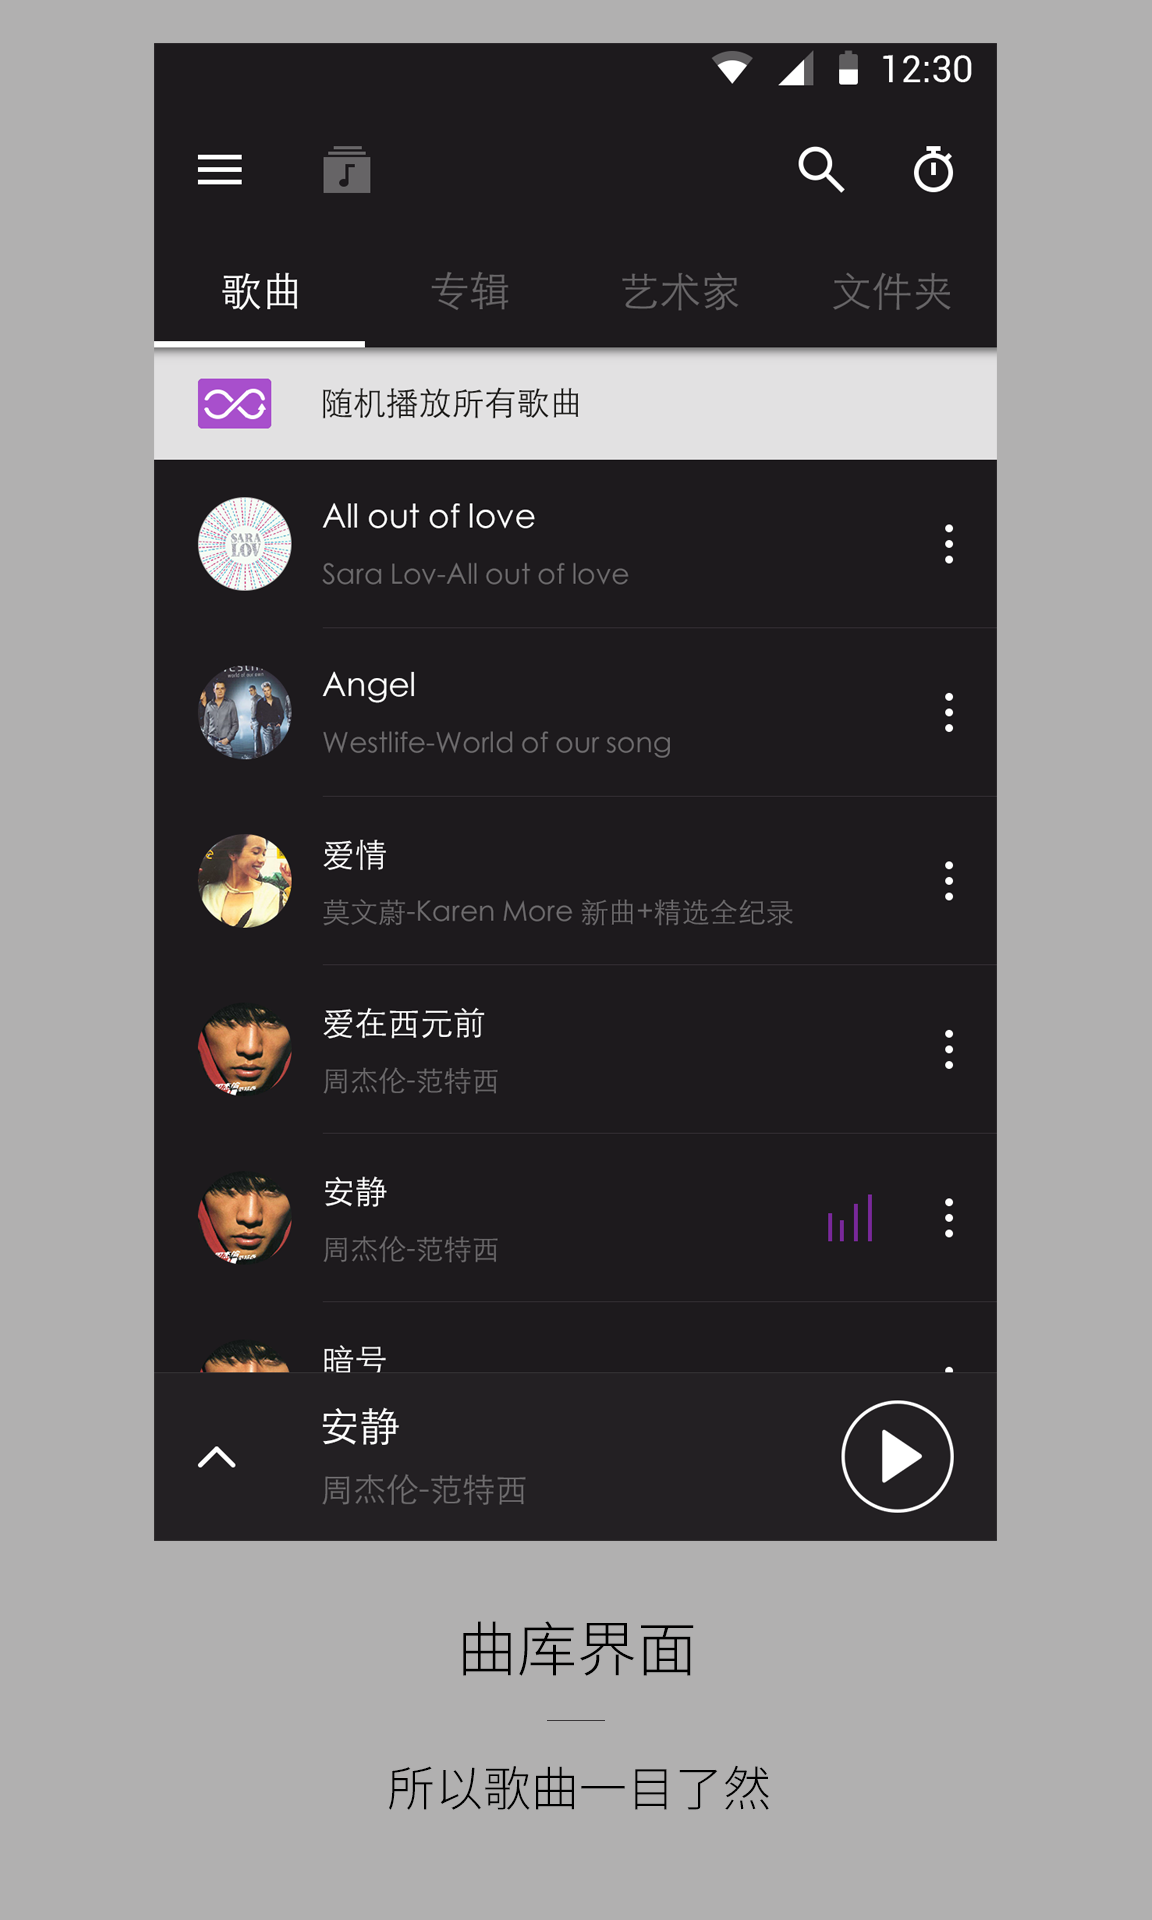 12:30
歌曲 专辑 艺术家 文件夹
随机播放所有歌曲
SARA
LOV
All out of love
Sara Lov-All out of love
Angel
Westlife-World of our song
爱情
莫文蔚-Karen More 新曲+精选全纪录
爱在西元前
周杰伦-范特西
安静
周杰伦-范特西
暗号
安静
周杰伦-范特西
曲库界面
所以歌曲一目了然